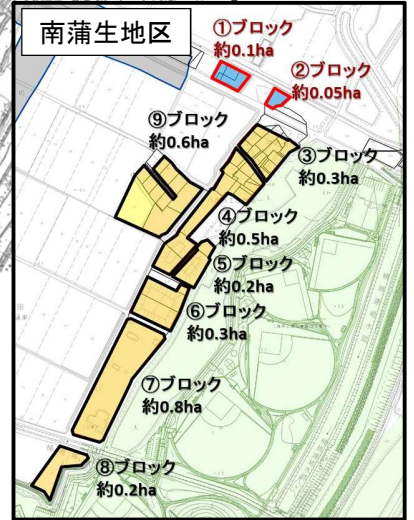 南蒲生地区
①ブロック
約0.1ha
②ブロック
約0.05ha
⑨ブロック
約0.6ha
③ブロック
約0.3ha
④ブロック
約0.5ha
⑤ブロック
約0.2ha
⑥ブロック
約0.3ha
⑦ブロック
約0.8ha
⑧ブロック
約0.2ha